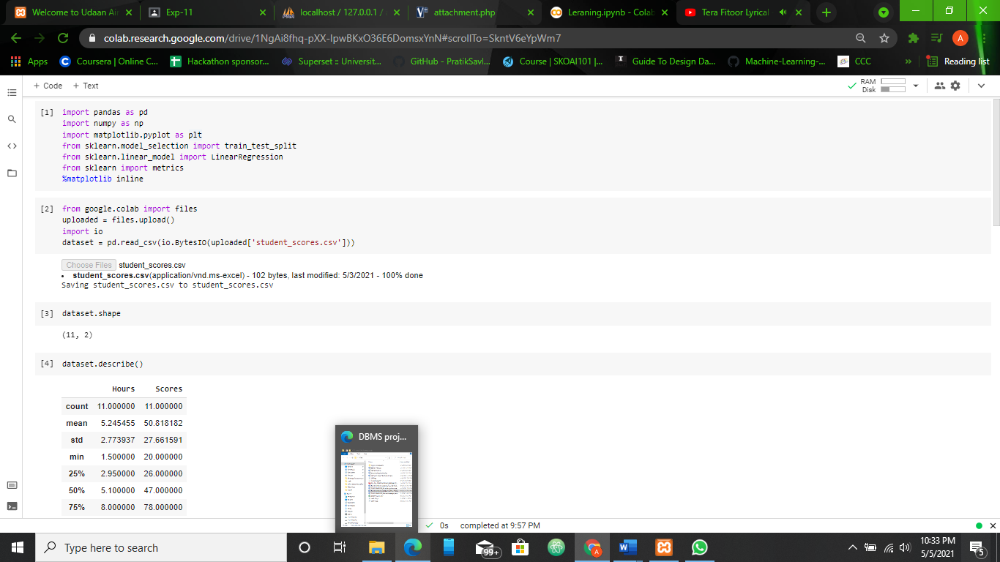 Welcome to Udaan Air
Exp-11
localhost / 127.0.0.1 /
attachment.php
Leraning.ipynb - Colab
Tera Fitoor Lyrical
colab.research.google.com/drive/1NgAi8fhq-pXX-IpwBKxO36E6DomsxYnN#scrollTo=SkntV6eYpWm7
A
Apps
Coursera | Online C...
Hackathon sponsor...
Superset :: Universit...
GitHub - PratikSavl...
Course | SKOAI101 |...
T
Guide To Design Da...
Machine-Learning-...
CCC
»
Reading list
+ Code + Text
RAM
Disk
[1] import pandas as pd
import numpy as np
import matplotlib.pyplot as plt
from sklearn.model_selection import train_test_split
from sklearn.linear_model import LinearRegression
from sklearn import metrics
%matplotlib inline
[2] from google.colab import files
uploaded = files.upload()
import io
dataset = pd.read_csv(io.BytesIO(uploaded['student_scores.csv']))
Choose Files student_scores.csv
• student_scores.csv(application/vnd.ms-excel) - 102 bytes, last modified: 5/3/2021 - 100% done
Saving student_scores.csv to student_scores.csv
[3] dataset.shape
(11, 2)
[4] dataset.describe()
Hours Scores
count 11.000000 11.000000
mean 5.245455 50.818182
std 2.773937 27.661591
min 1.500000 20.000000
25% 2.950000 26.000000
50% 5.100000 47.000000
75% 8.000000 78.000000
DBMS proj...
0s completed at 9:57 PM
Type here to search
99+
A
W
10:33 PM
5/5/2021
5